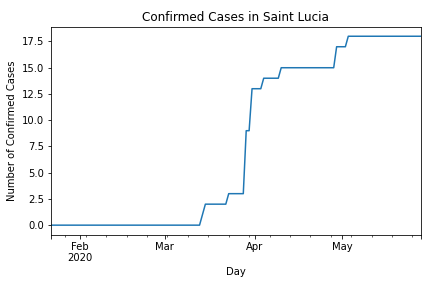 Confirmed Cases in Saint Lucia
Number of Confirmed Cases
17.5
15.0
12.5
10.0
7.5
5.0
2.5
0.0
Feb
2020
Mar
Apr
May
Day